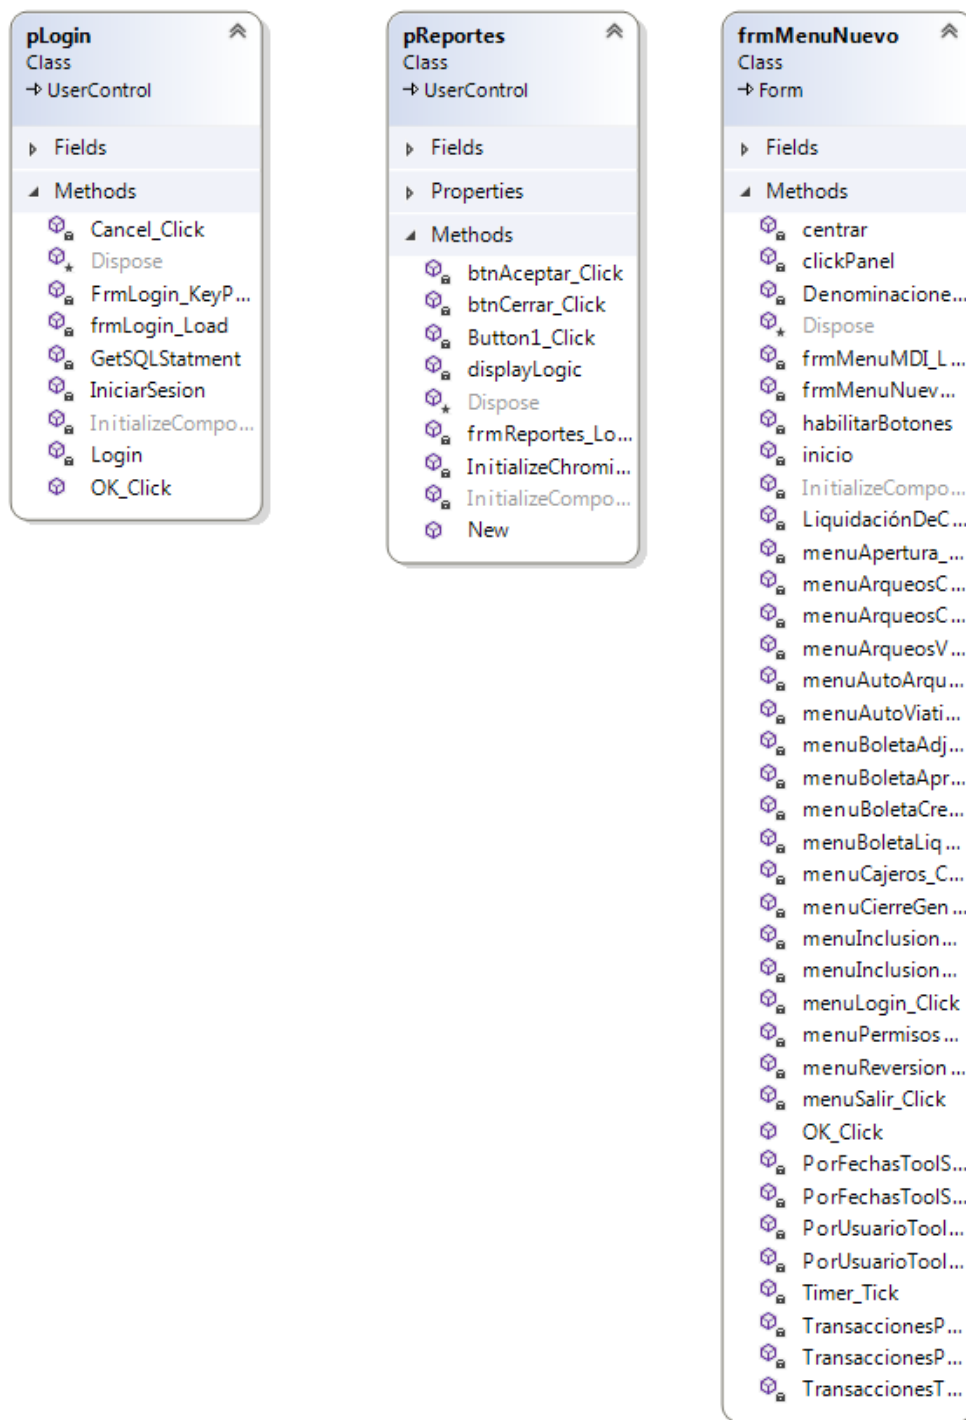 pLogin
Class
UserControl
Fields
Methods
Cancel_Click
Dispose
FrmLogin_KeyP...
frmLogin_Load
GetSQLStatment
IniciarSesion
InitializeCompo...
Login
OK_Click
pReportes
Class
UserControl
Fields
Properties
Methods
btnAceptar_Click
btnCerrar_Click
Button1_Click
displayLogic
Dispose
frmReportes_Lo...
InitializeChromi...
InitializeCompo...
New
frmMenuNuevo
Class
Form
Fields
Methods
centrar
clickPanel
Denominacione...
Dispose
frmMenuMDI_L...
frmMenuNuev...
habilitarBotones
inicio
InitializeCompo...
LiquidaciónDeC...
menuApertura_...
menuArqueosC...
menuArqueosC...
menuArqueosV...
menuAutoArqu...
menuAutoViati...
menuBoletaAdj...
menuBoletaApr...
menuBoletaCre...
menuBoletaLiq...
menuCajeros_C...
menuCierreGen...
menuInclusion...
menuInclusion...
menuLogin_Click
menuPermisos...
menuReversion...
menuSalir_Click
OK_Click
PorFechasToolS...
PorFechasToolS...
PorUsuarioTool...
PorUsuarioTool...
Timer_Tick
TransaccionesP...
TransaccionesP...
TransaccionesT...